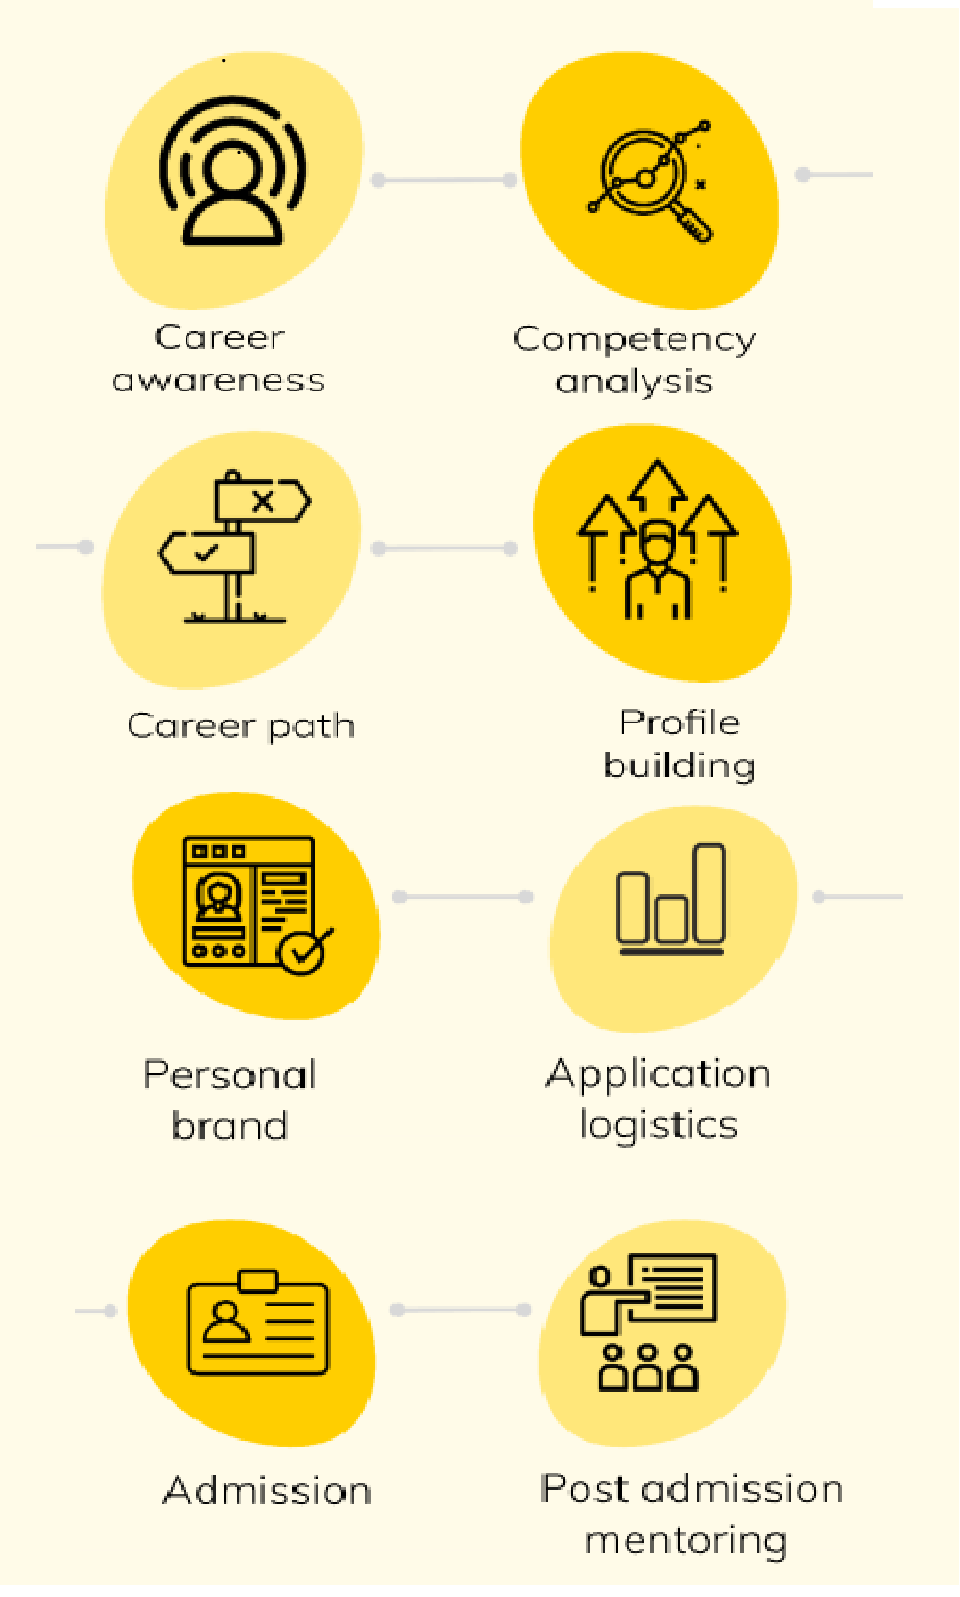 Career
awareness
Competency
analysis
Career path
Profile
building
Personal
brand
Application
logistics
Admission
Post admission
mentoring